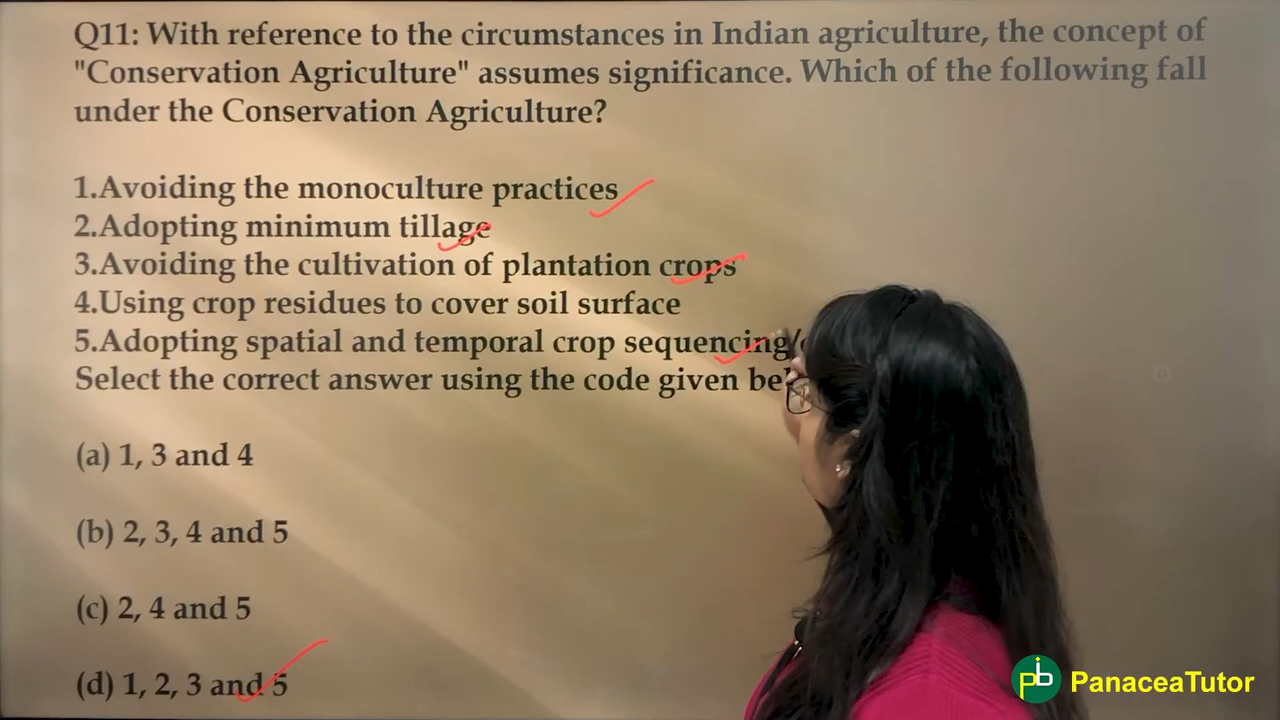 Q11: With reference to the circumstances in Indian agriculture, the concept of
"Conservation Agriculture" assumes significance. Which of the following fall
under the Conservation Agriculture?
1.Avoiding the monoculture practices
2.Adopting minimum tillage
3.Avoiding the cultivation of plantation crops
4.Using crop residues to cover soil surface
5.Adopting spatial and temporal crop sequencing/
Select the correct answer using the code given
(a) 1, 3 and 4
(b) 2, 3, 4 and 5
(c) 2, 4 and 5
(d) 1, 2, 3 and 5
pb PanaceaTutor